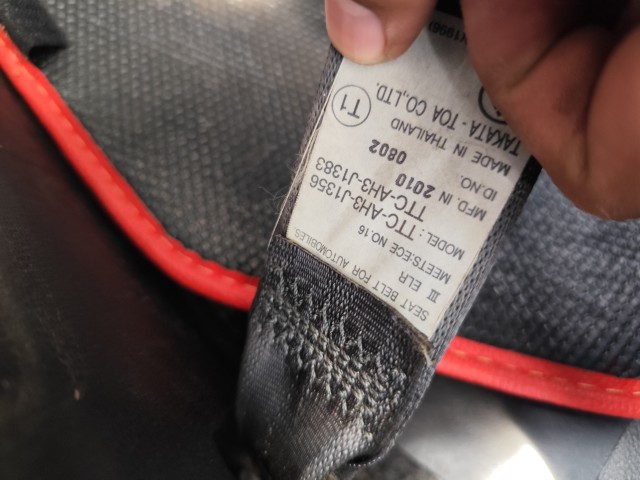 SEAT BELT FOR AUTOMOBILES.
III ELR
MEETS:ECE NO.16
MODEL : TTC-AH3-J1356
TTC-AH3-J1383
ID.NO.
MFD. IN 2010 0802
MADE IN THAILAND
TAKATA - TOA CO.,LTD.
T1